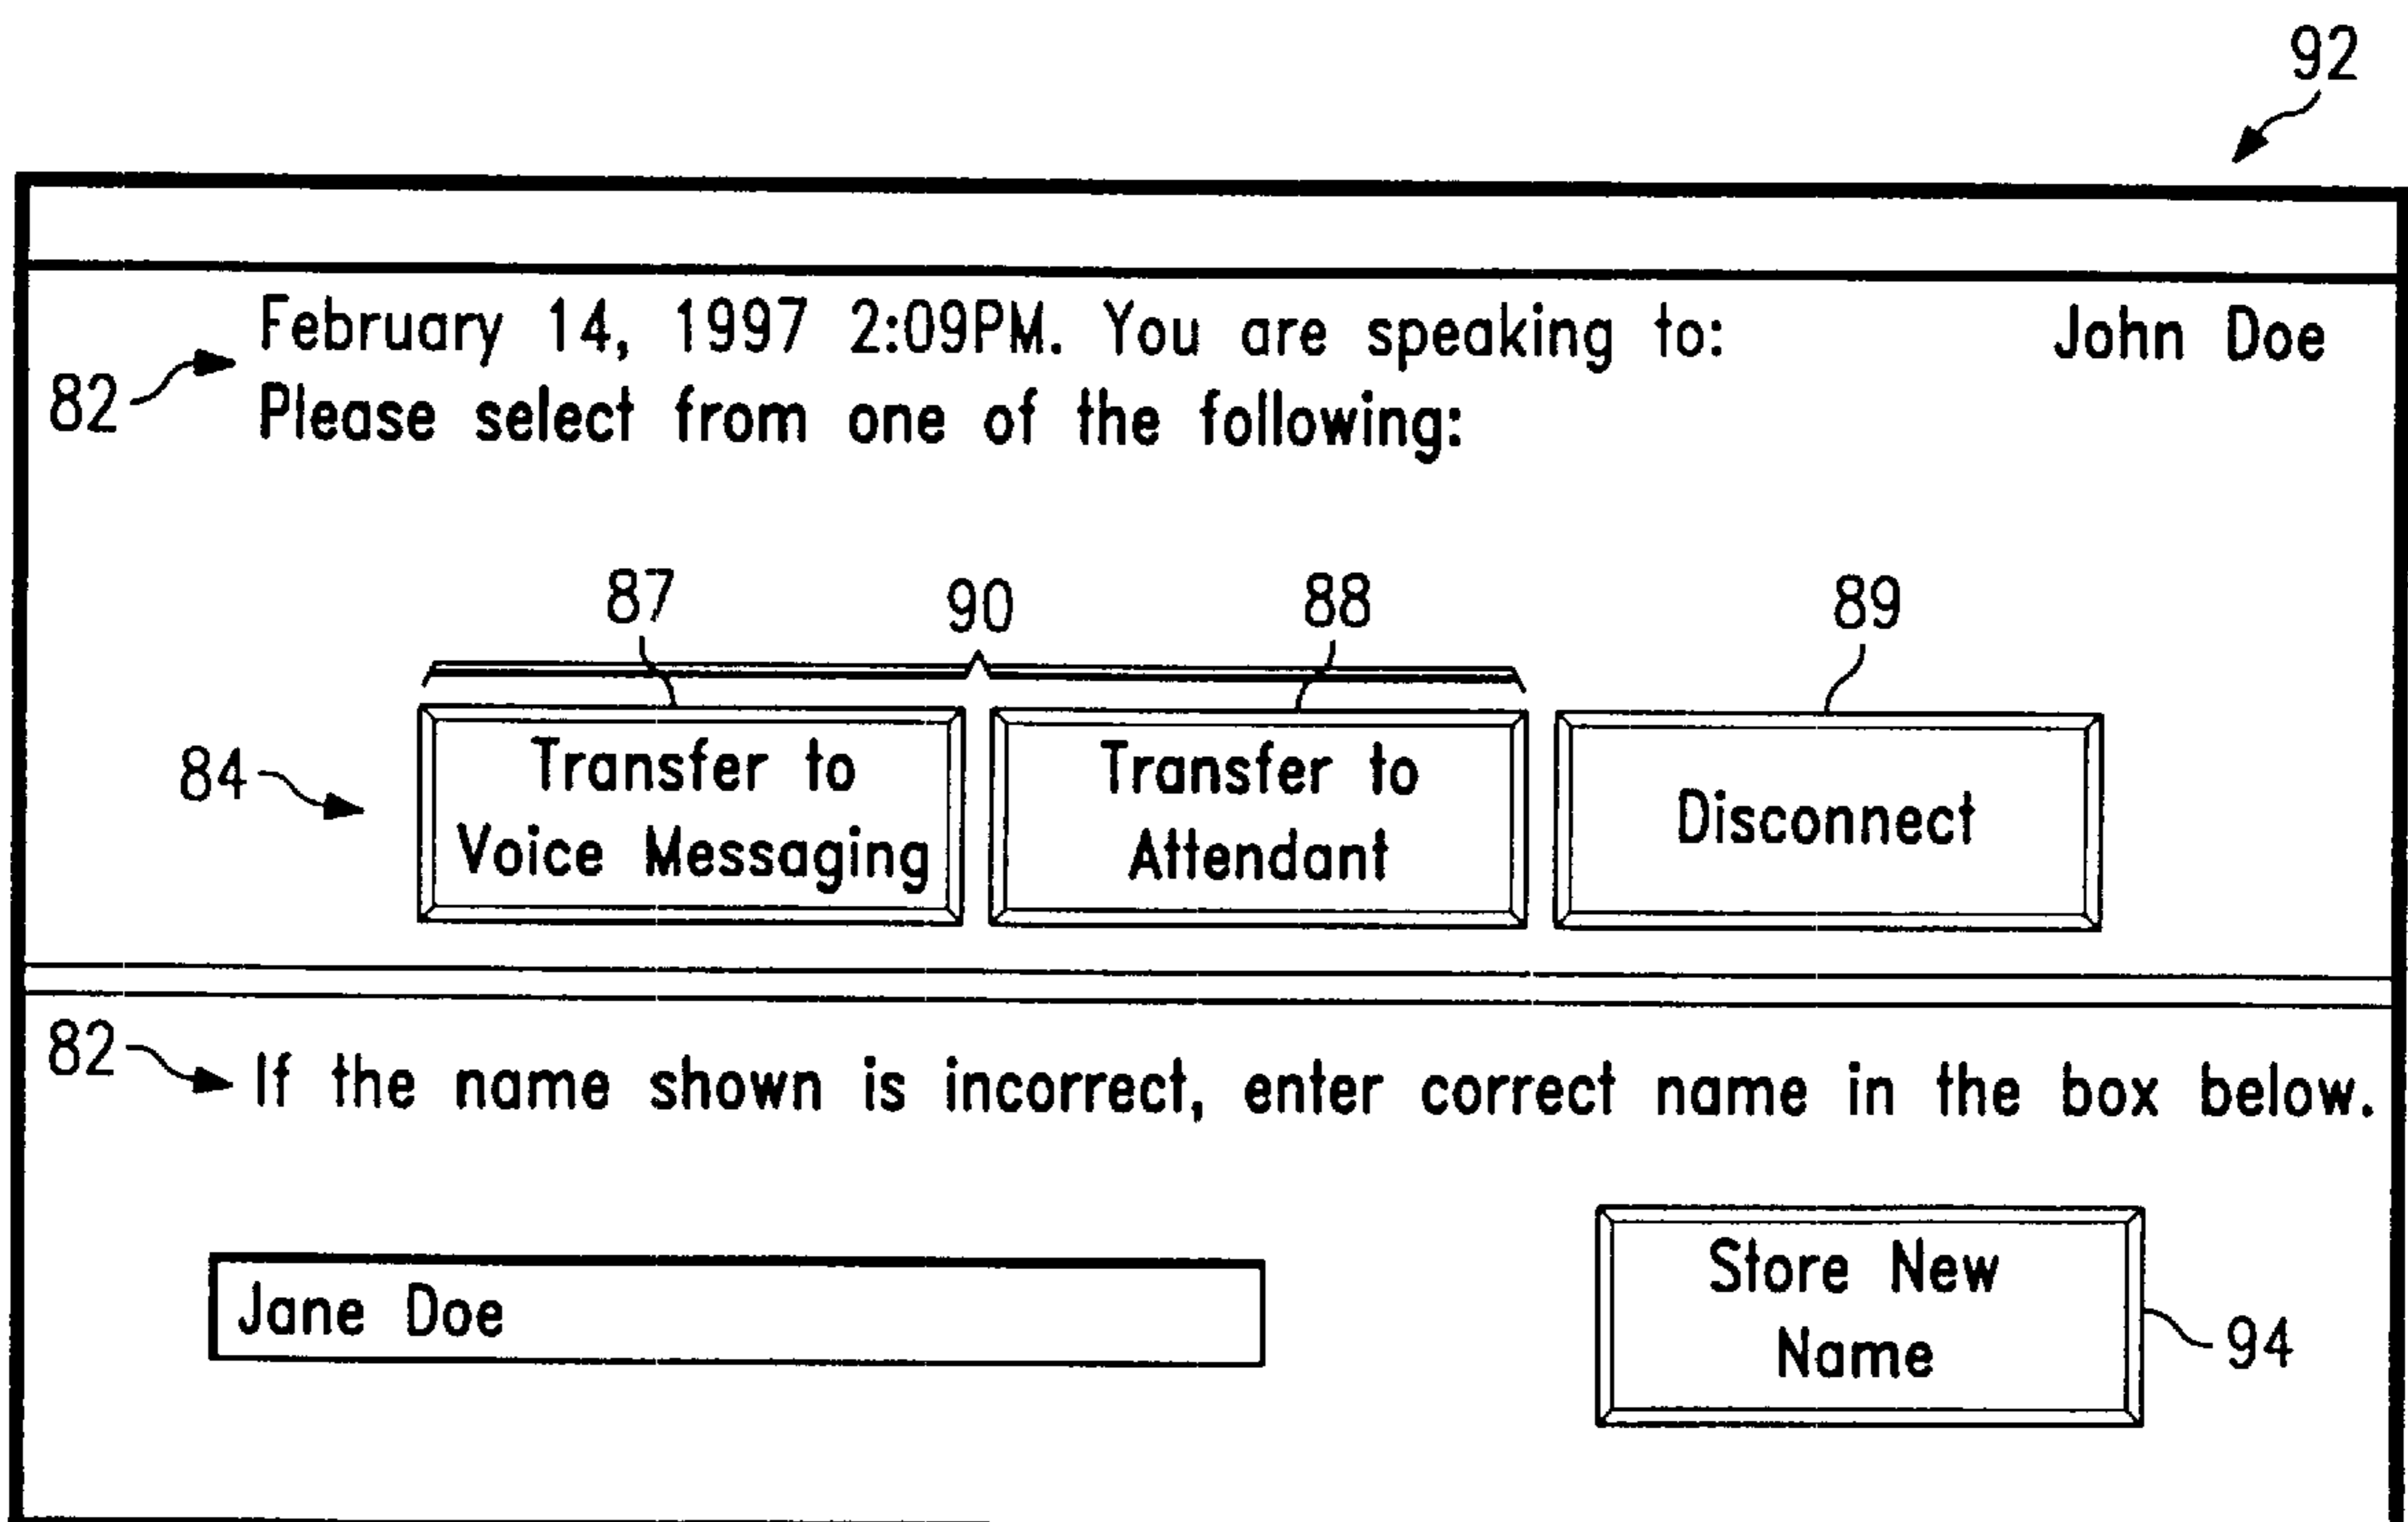 92
February 14, 1997 2:09PM. You are speaking to: John Doe
82
Please select from one of the following:
87 90 88 89
84
Transfer to
Voice Messaging
Transfer to
Attendant
Disconnect
82
If the name shown is incorrect, enter correct name in the box below.
Jane Doe
Store New
Name
94